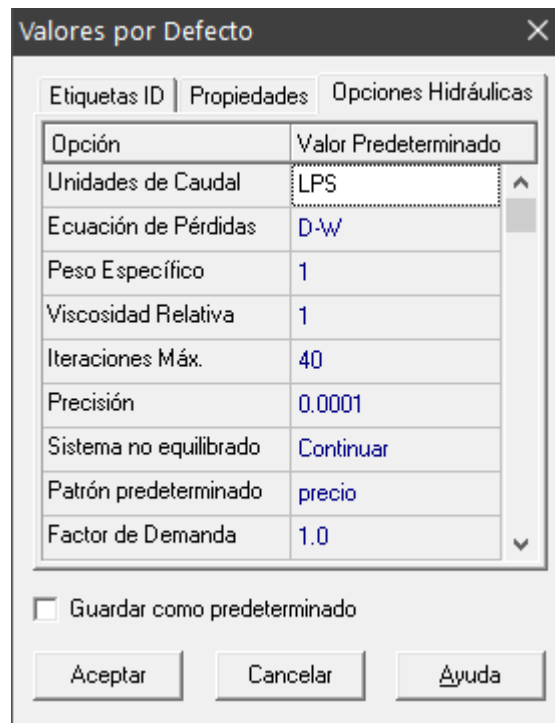 Valores por Defecto
Etiquetas ID Propiedades Opciones Hidráulicas
Opción Valor Predeterminado
Unidades de Caudal LPS
Ecuación de Pérdidas D-W
Peso Específico 1
Viscosidad Relativa 1
Iteraciones Máx. 40
Precisión 0.0001
Sistema no equilibrado Continuar
Patrón predeterminado precio
Factor de Demanda 1.0
Guardar como predeterminado
Aceptar Cancelar Ayuda